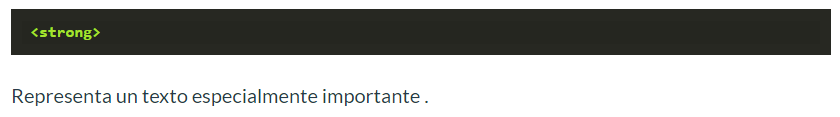 <strong>
Representa un texto especialmente importante .